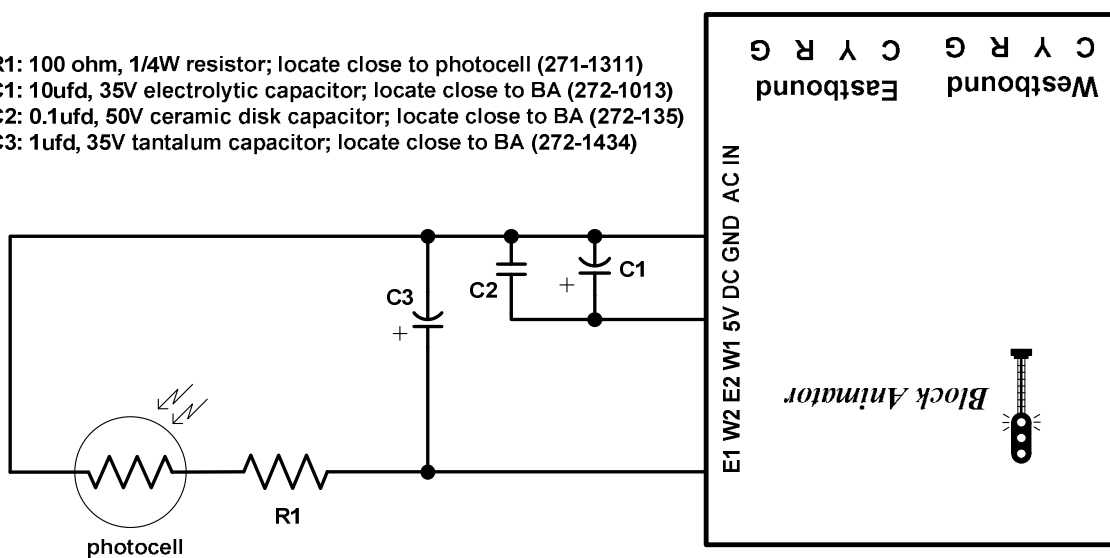 R1: 100 ohm, 1/4W resistor; locate close to photocell (271-1311)
C1: 10ufd, 35V electrolytic capacitor; locate close to BA (272-1013)
C2: 0.1ufd, 50V ceramic disk capacitor; locate close to BA (272-135)
C3: 1ufd, 35V tantalum capacitor; locate close to BA (272-1434)
Westbound
C Y R G
Eastbound
C Y R G
E1 W2 E2 W1 5V DC GND AC IN
C1
+
C2
C3
+
Block Animator
R1
photocell